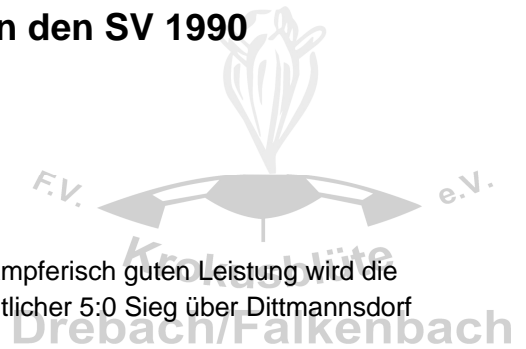 n den SV 1990
F.V.
e.V.
Krokusblüte
mpferisch guten Leistung wird die
tlicher 5:0 Sieg über Dittmannsdorf
Drebach/Falkenbach